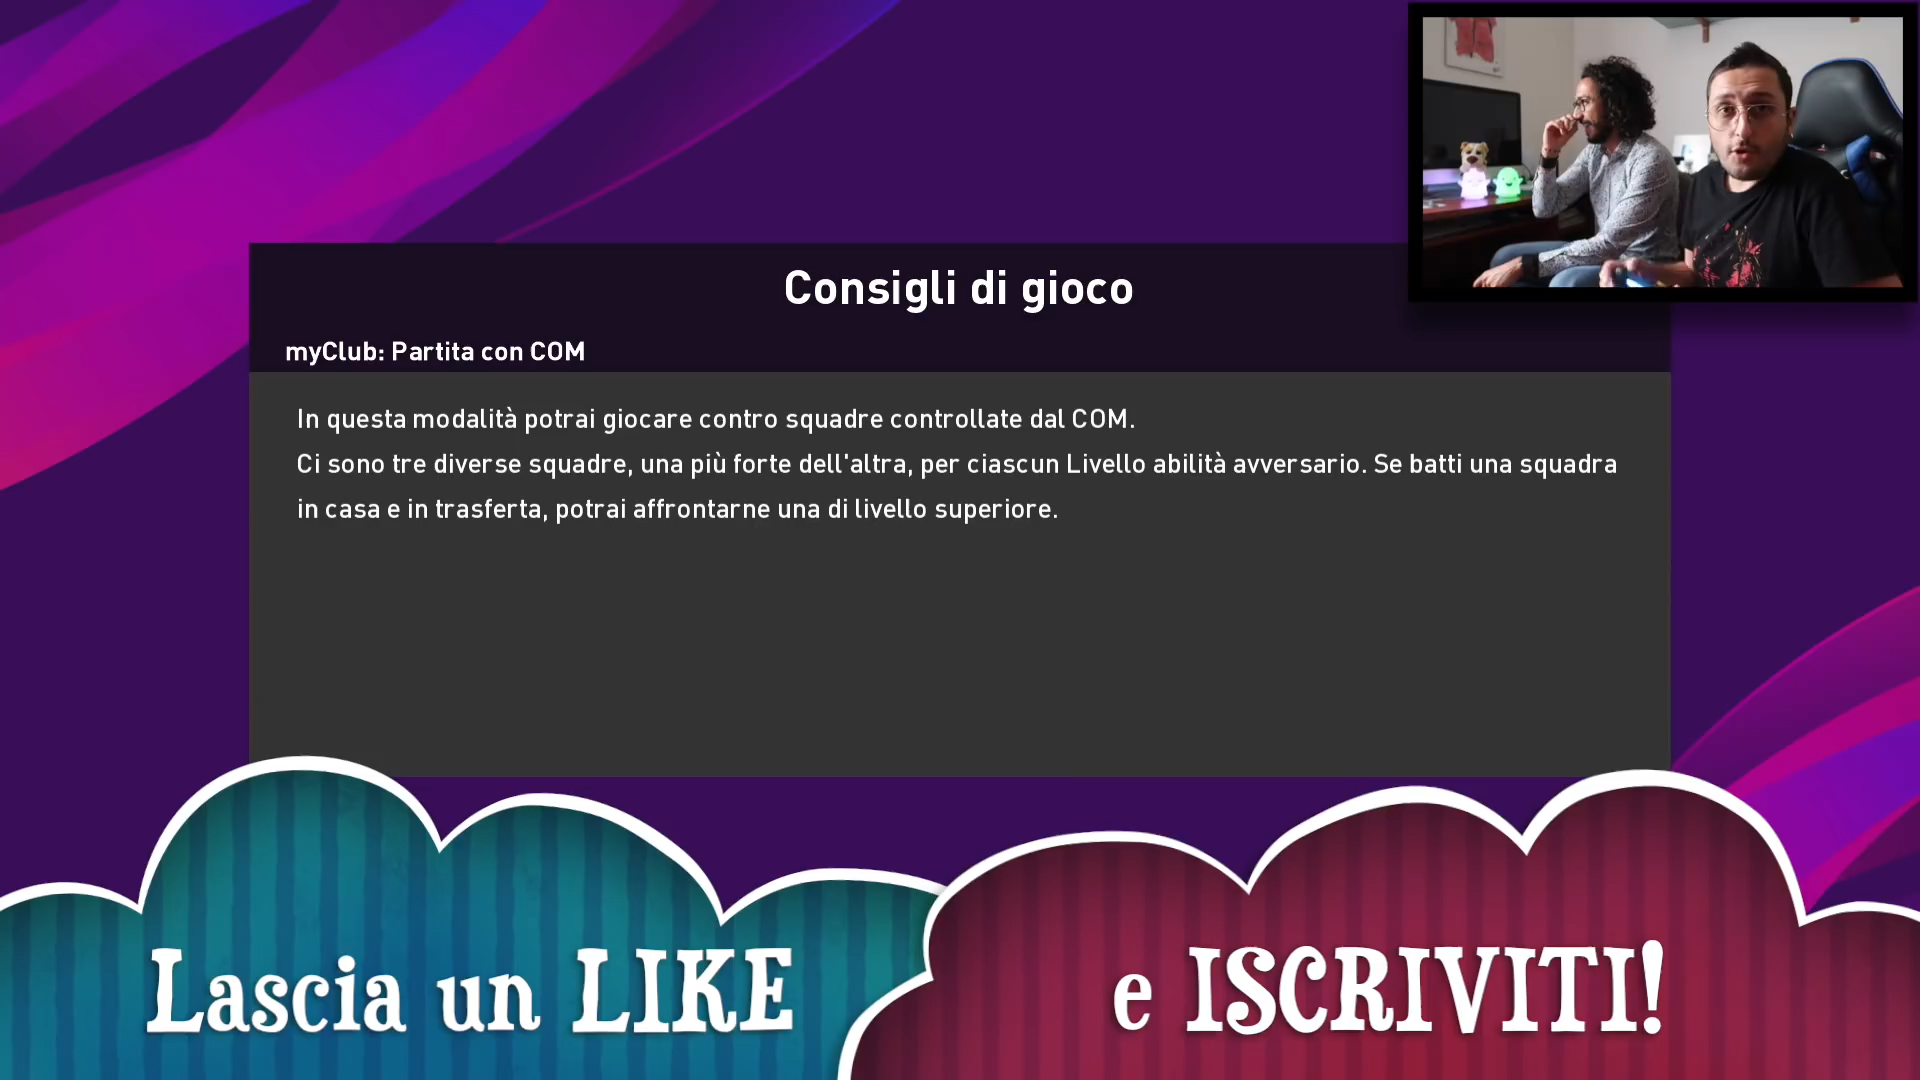 Consigli di gioco
myClub: Partita con COM
In questa modalità potrai giocare contro squadre controllate dal COM.
Ci sono tre diverse squadre, una più forte dell'altra, per ciascun Livello abilità avversario. Se batti una squadra
in casa e in trasferta, potrai affrontarne una di livello superiore.
Lascia un LIKE
e ISCRIVITI!